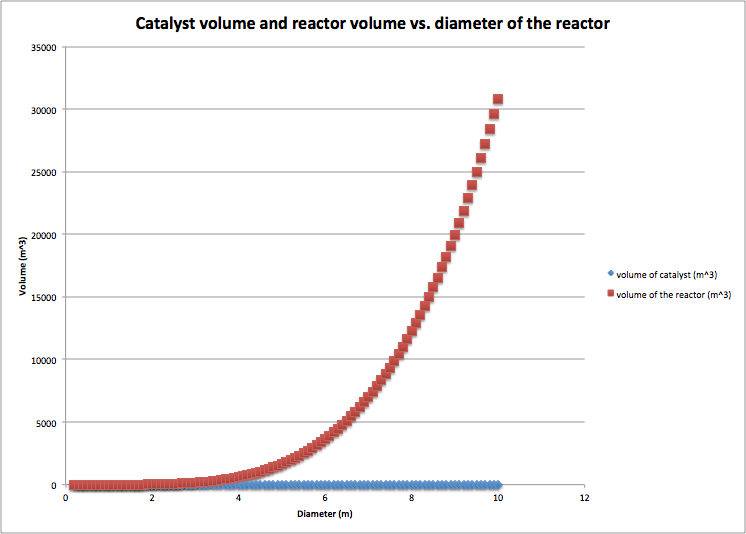 Catalyst volume and reactor volume vs. diameter of the reactor
35000
30000
25000
20000
15000
10000
5000
0
Volume (m^3)
volume of catalyst (m^3)
volume of the reactor (m^3)
0 2 4 6 8 10 12
Diameter (m)